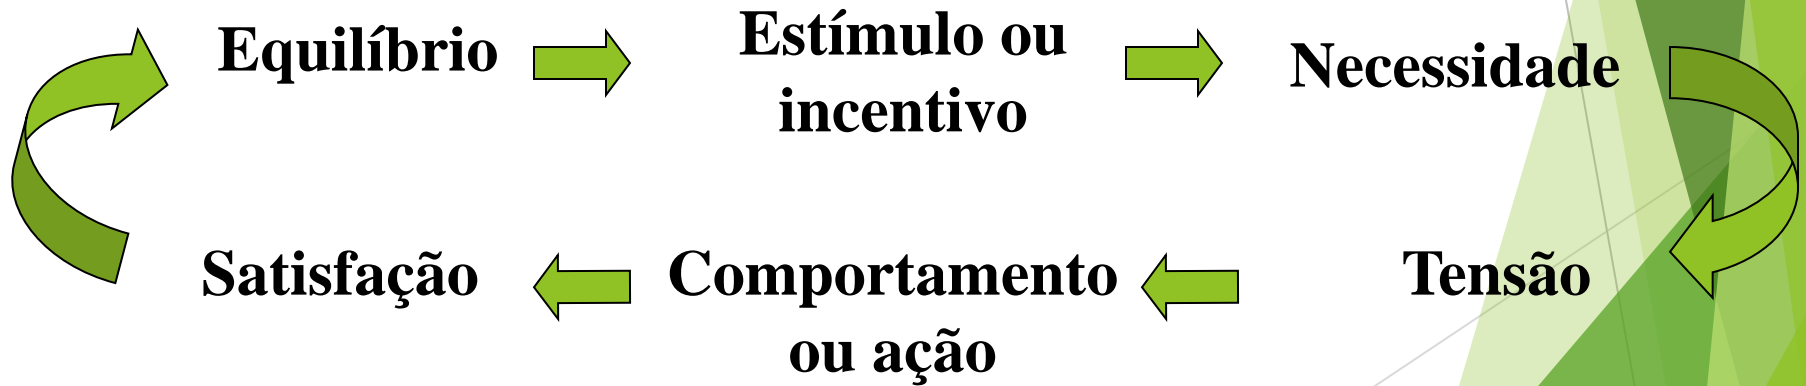 Equilíbrio
Estímulo ou
incentivo
Necessidade
Tensão
Comportamento
ou ação
Satisfação